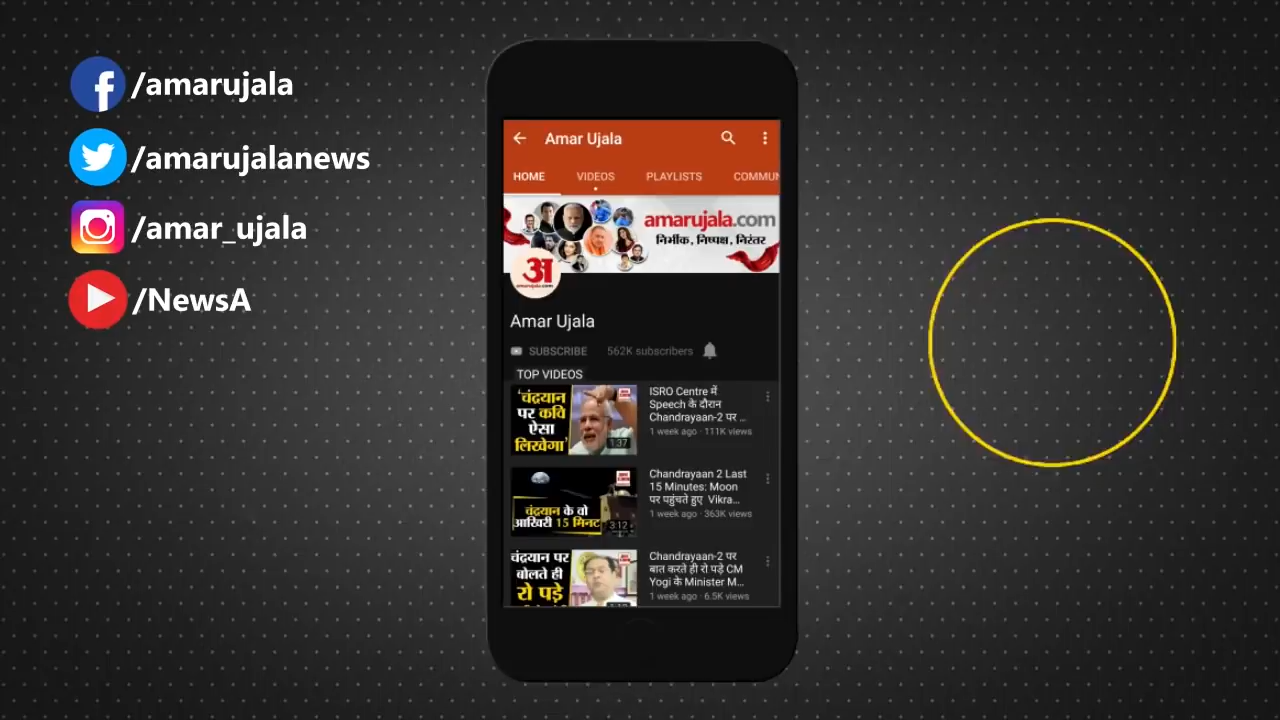 /amarujala
/amarujalanews
/amar_ujala
/NewsA
Amar Ujala
HOME VIDEOS PLAYLISTS COMMUN
amarujala.com
निर्भीक, निष्पक्ष, निरंतर
अ
amarujala.com
Amar Ujala
SUBSCRIBE 562K subscribers
TOP VIDEOS
'चंद्रयान
पर कवि
ऐसा
लिखेगा'
1:37
ISRO Centre में
Speech के दौरान
Chandrayaan-2 पर ...
1 week ago · 111K views
चंद्रयान के वो
आखिरी 15 मिनट
3:12
Chandrayaan 2 Last
15 Minutes: Moon
पर पहुंचते हुए Vikra...
1 week ago · 363K views
चंद्रयान पर
बोलते ही
रो पड़े
Chandrayaan-2 पर
बात करते ही रो पड़े CM
Yogi के Minister M...
1 week ago · 6.5K views